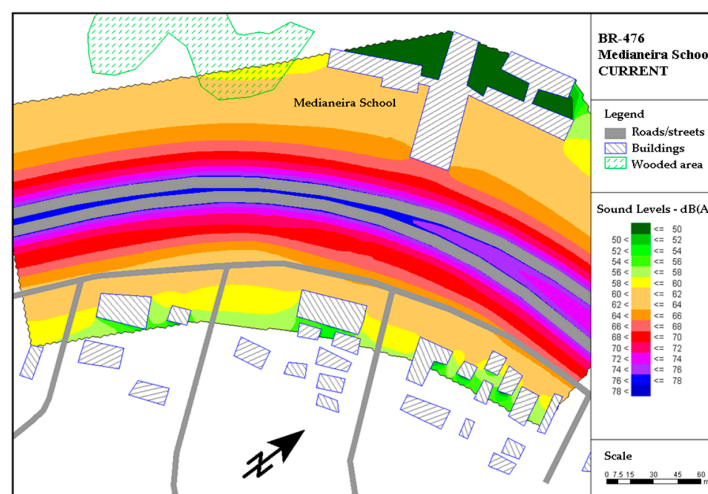 BR-476
Medianeira School
CURRENT
Medianeira School
Legend
Roads/streets
Buildings
Wooded area
Sound Levels - dB(A
<= 50
50 < <= 52
52 < <= 54
54 < <= 56
56 < <= 58
58 < <= 60
60 < <= 62
62 < <= 64
64 < <= 66
66 < <= 68
68 < <= 70
70 < <= 72
72 < <= 74
74 < <= 76
76 < <= 78
78 <
N
Scale
0 7.5 15 30 45 60
m